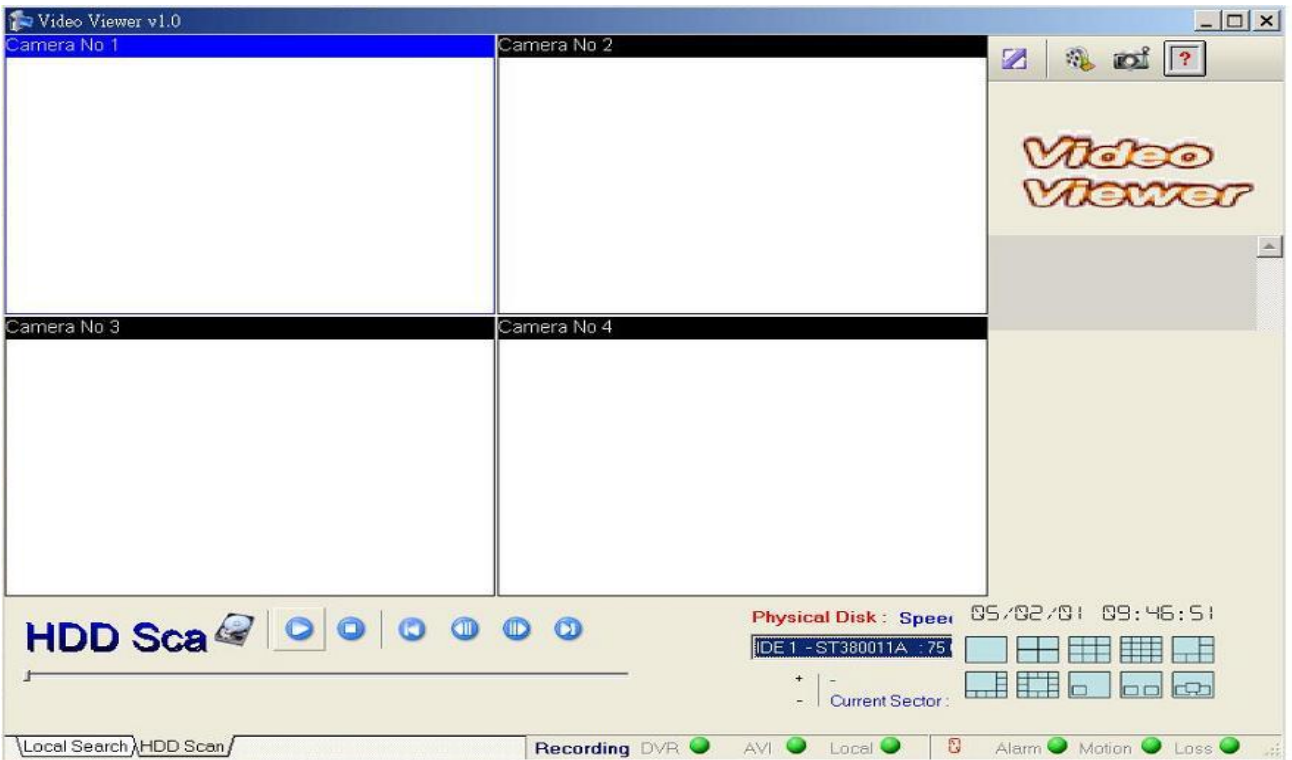 Video Viewer v1.0
Camera No 1
Camera No 2
?
Video
Viewer
Camera No 3
Camera No 4
HDD Sca
Physical Disk : Spee
05/02/01 09:46:51
IDE 1 - ST380011A : 75
+ -
- Current Sector :
Local Search HDD Scan
Recording DVR AVI Local 0 Alarm Motion Loss